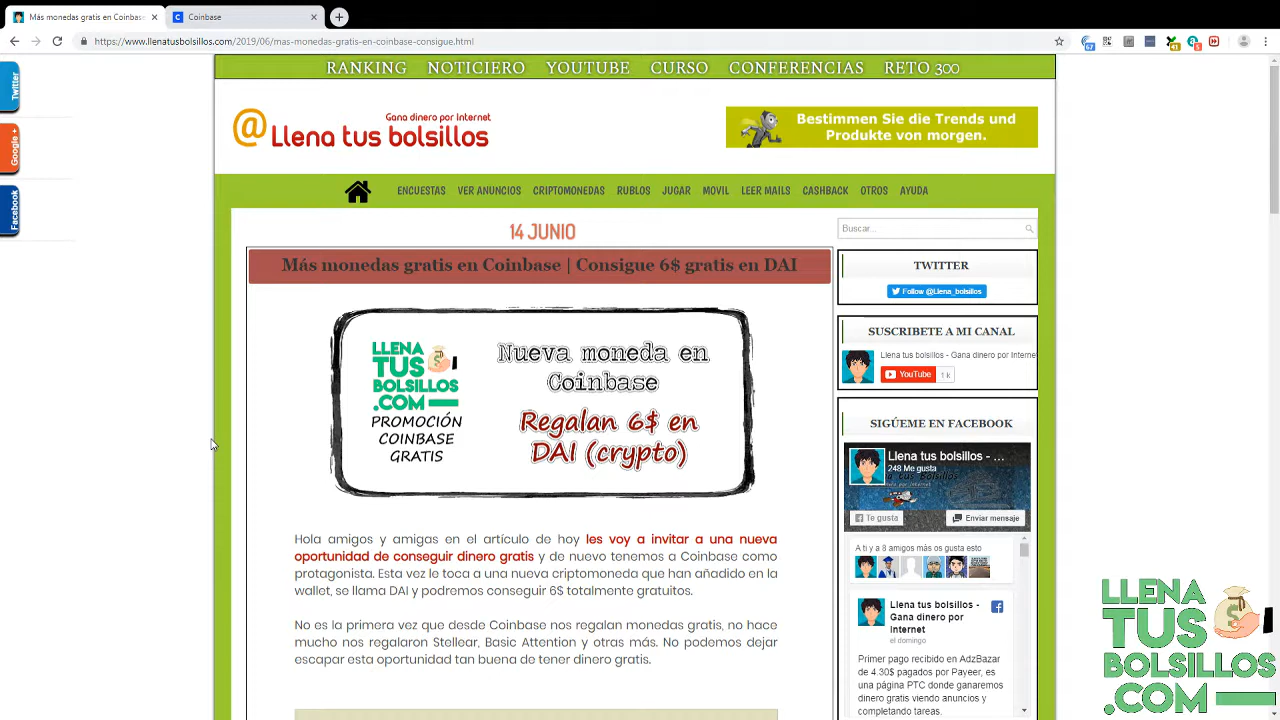 Más monedas gratis en Coinbase
Coinbase
https://www.llenatusbolsillos.com/2019/06/mas-monedas-gratis-en-coinbase-consigue.html
Twitter
Google +
Facebook
RANKING NOTICIERO YOUTUBE CURSO CONFERENCIAS RETO 300
Gana dinero por Internet
@Llena tus bolsillos
Bestimmen Sie die Trends und
Produkte von morgen.
ENCUESTAS VER ANUNCIOS CRIPTOMONEDAS RUBLOS JUGAR MOVIL LEER MAILS CASHBACK OTROS AYUDA
14 JUNIO
Más monedas gratis en Coinbase | Consigue 6$ gratis en DAI
LLENA
TUS
BOLSILLOS
.COM
PROMOCIÓN
COINBASE
GRATIS
Nueva moneda en
Coinbase
Regalan 6$ en
DAI (crypto)
Hola amigos y amigas en el artículo de hoy les voy a invitar a una nueva
oportunidad de conseguir dinero gratis y de nuevo tenemos a Coinbase como
protagonista. Esta vez le toca a una nueva criptomoneda que han añadido en la
wallet, se llama DAI y podremos conseguir 6$ totalmente gratuitos.
No es la primera vez que desde Coinbase nos regalan monedas gratis, no hace
mucho nos regalaron Stellear, Basic Attention y otras más. No podemos dejar
escapar esta oportunidad tan buena de tener dinero gratis.
Buscar...
TWITTER
Follow @Llena_bolsillos
SUSCRIBETE A MI CANAL
Llena tus bolsillos - Gana dinero por Interne
YouTube 1 k
SIGÚEME EN FACEBOOK
Llena tus bolsillos - ...
248 Me gusta
Te gusta
Enviar mensaje
A ti y a 8 amigos más os gusta esto
Llena tus bolsillos -
Gana dinero por
Internet
el domingo
Primer pago recibido en AdzBazar
de 4.30$ pagados por Payeer, es
una página PTC donde ganaremos
dinero gratis viendo anuncios y
completando tareas.
LLENA
TUS
BOLSILLOS
.COM